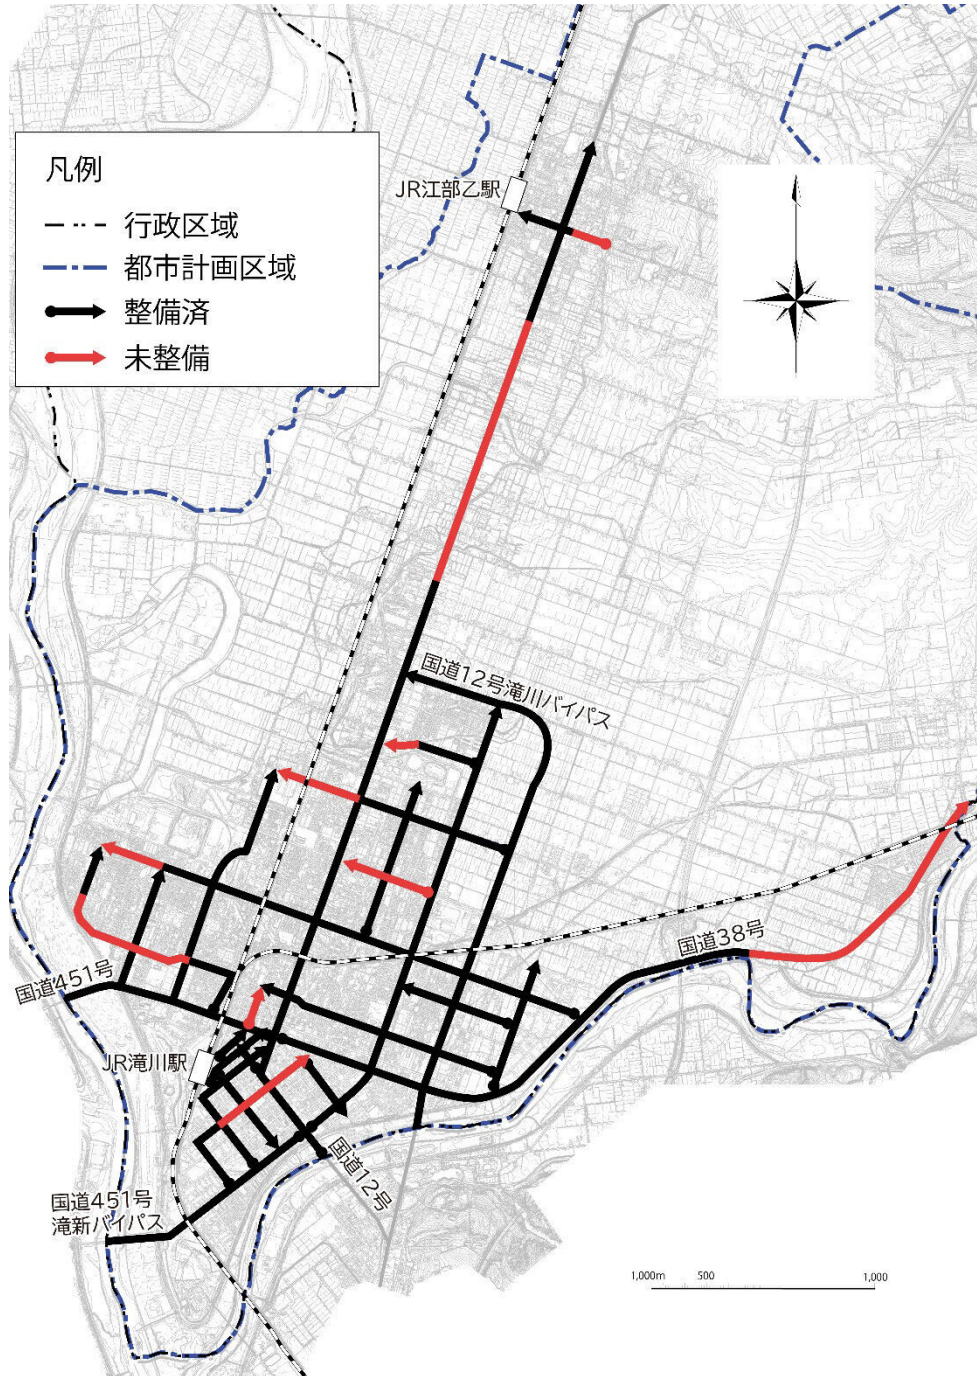 凡例
行政区域
都市計画区域
整備済
未整備
JR江部乙駅
国道12号滝川バイパス
国道38号
国道451号
JR滝川駅
国道12号
国道451号
滝新バイパス
1,000m 500 1,000